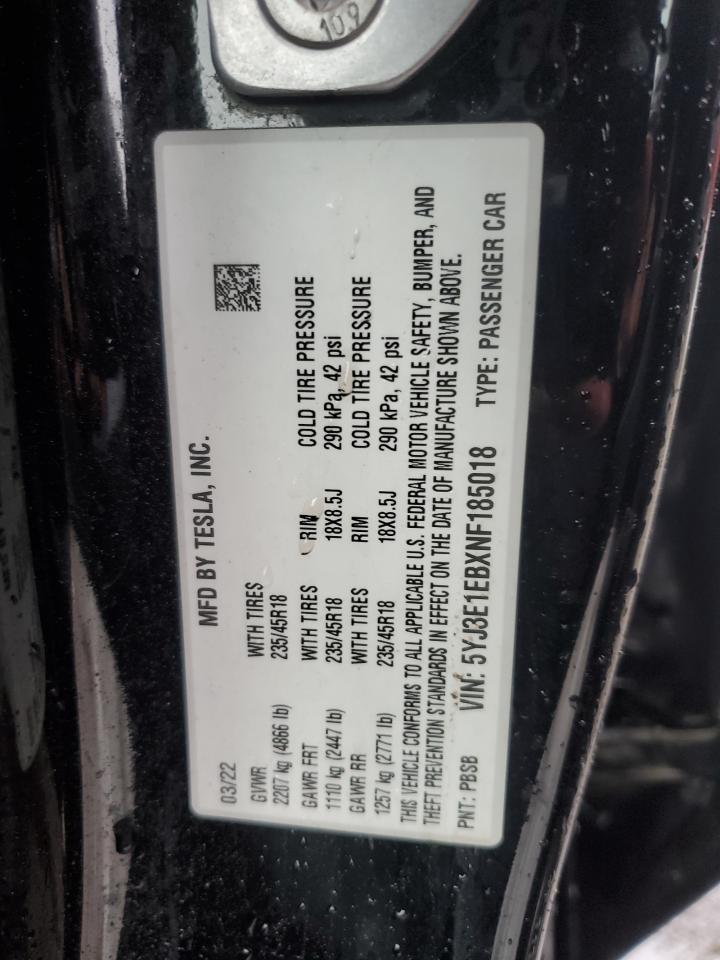 10.9
MFD BY TESLA, INC.
03/22
GVWR WITH TIRES
2207 kg (4866 lb) 235/45R18
GAWR FRT WITH TIRES RIM COLD TIRE PRESSURE
1110 kg (2447 lb) 235/45R18 18X8.5J 290 kPa, 42 psi
GAWR RR WITH TIRES RIM COLD TIRE PRESSURE
1257 kg (2771 lb) 235/45R18 18X8.5J 290 kPa, 42 psi
THIS VEHICLE CONFORMS TO ALL APPLICABLE U.S. FEDERAL MOTOR VEHICLE SAFETY, BUMPER, AND
THEFT PREVENTION STANDARDS IN EFFECT ON THE DATE OF MANUFACTURE SHOWN ABOVE.
PNT: PBSB VIN: 5YJ3E1EBXNF185018 TYPE: PASSENGER CAR